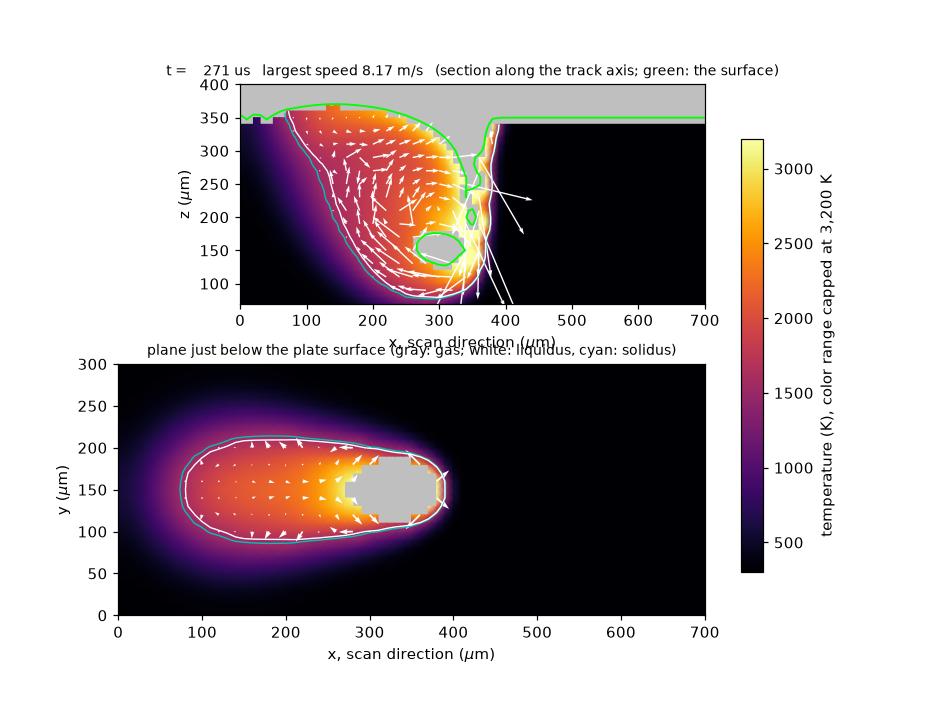 t =    271 us   largest speed 8.17 m/s   (section along the track axis; green: the surface)
400
350
300
250
200
150
100
z (μm)
0 100 200 300 400 500 600 700
x, scan direction (μm)
plane just below the plate surface (gray: gas; white: liquidus, cyan: solidus)
300
250
200
150
100
50
0
y (μm)
0 100 200 300 400 500 600 700
x, scan direction (μm)
3000
2500
2000
1500
1000
500
temperature (K), color range capped at 3,200 K